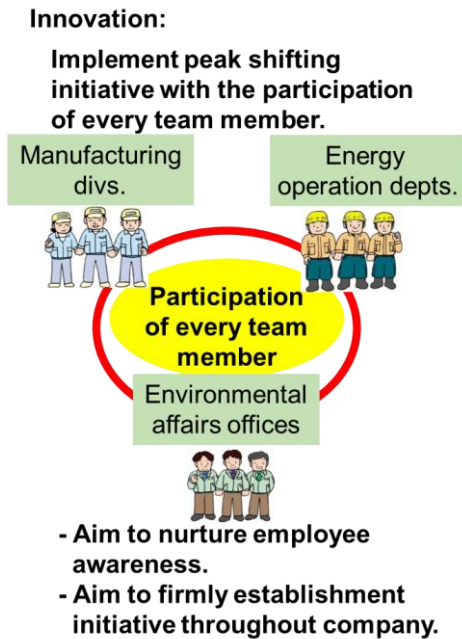 Innovation:
Implement peak shifting
initiative with the participation
of every team member.
Manufacturing
divs.
Energy
operation depts.
Participation
of every team
member
Environmental
affairs offices
- Aim to nurture employee
awareness.
- Aim to firmly establishment
initiative throughout company.